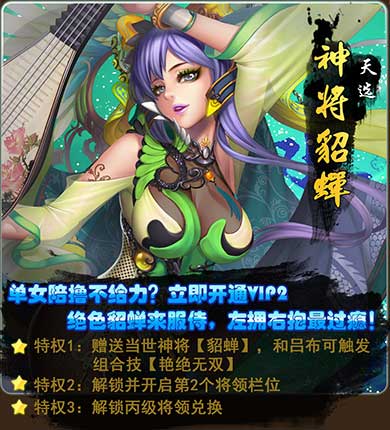 天选
神将貂蝉
单女陪撸不给力？立即开通VIP2
绝色貂蝉来服侍，左拥右抱最过瘾！
特权1：赠送当世神将【貂蝉】，和吕布可触发
组合技【艳绝无双】
特权2：解锁并开启第2个将领栏位
特权3：解锁丙级将领兑换